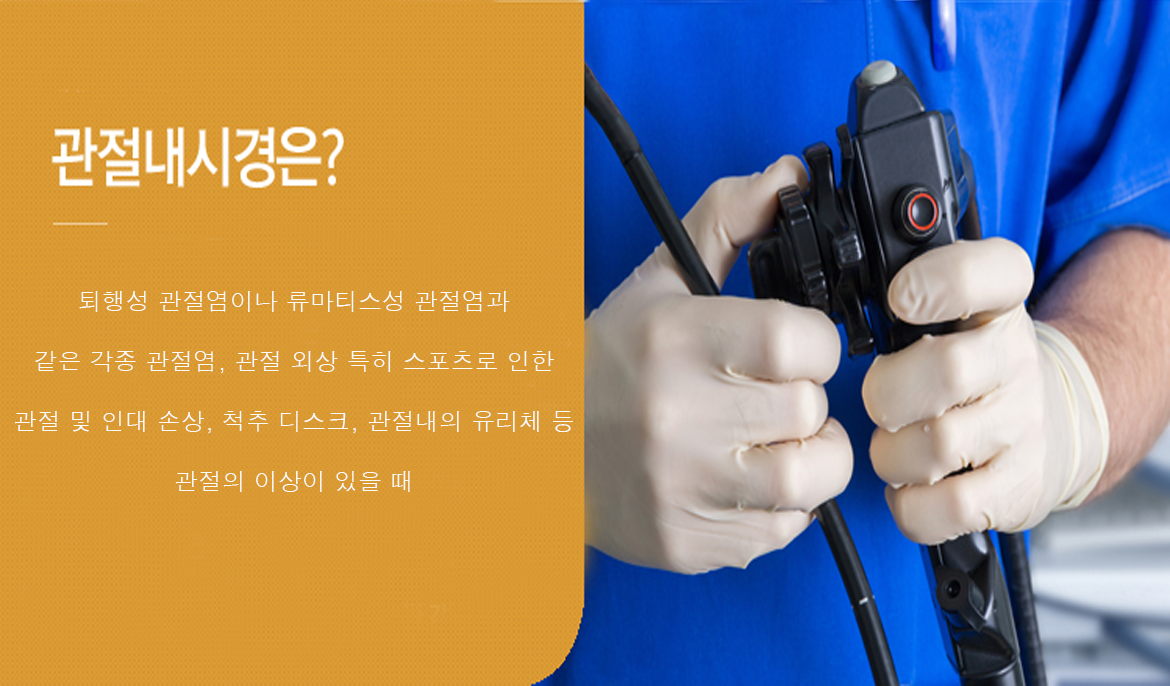 관절내시경은?
퇴행성 관절염이나 류마티스성 관절염과
같은 각종 관절염, 관절 외상 특히 스포츠로 인한
관절 및 인대 손상, 척추 디스크, 관절내의 유리체 등
관절의 이상이 있을 때